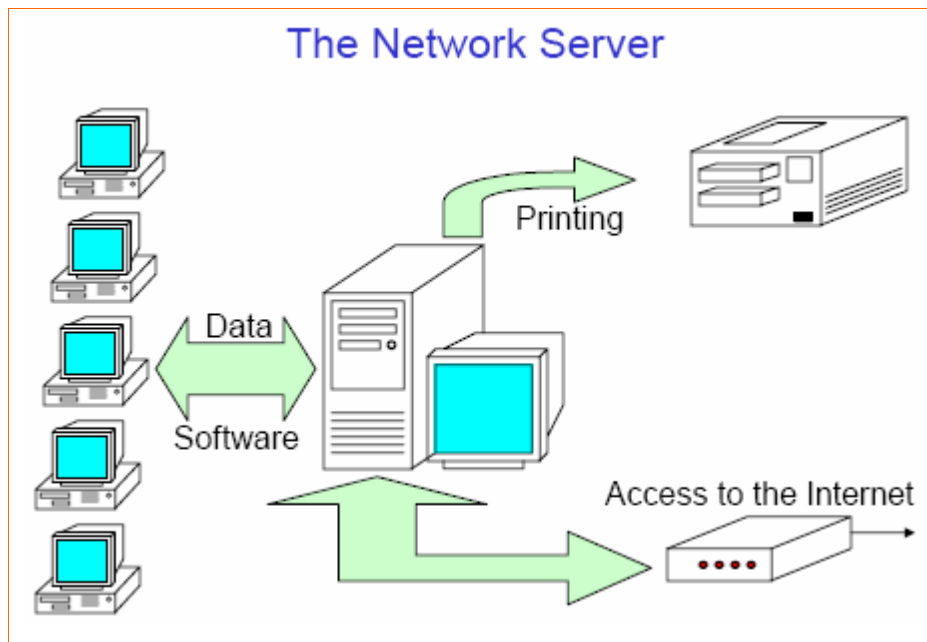 The Network Server
Printing
Data
Software
Access to the Internet